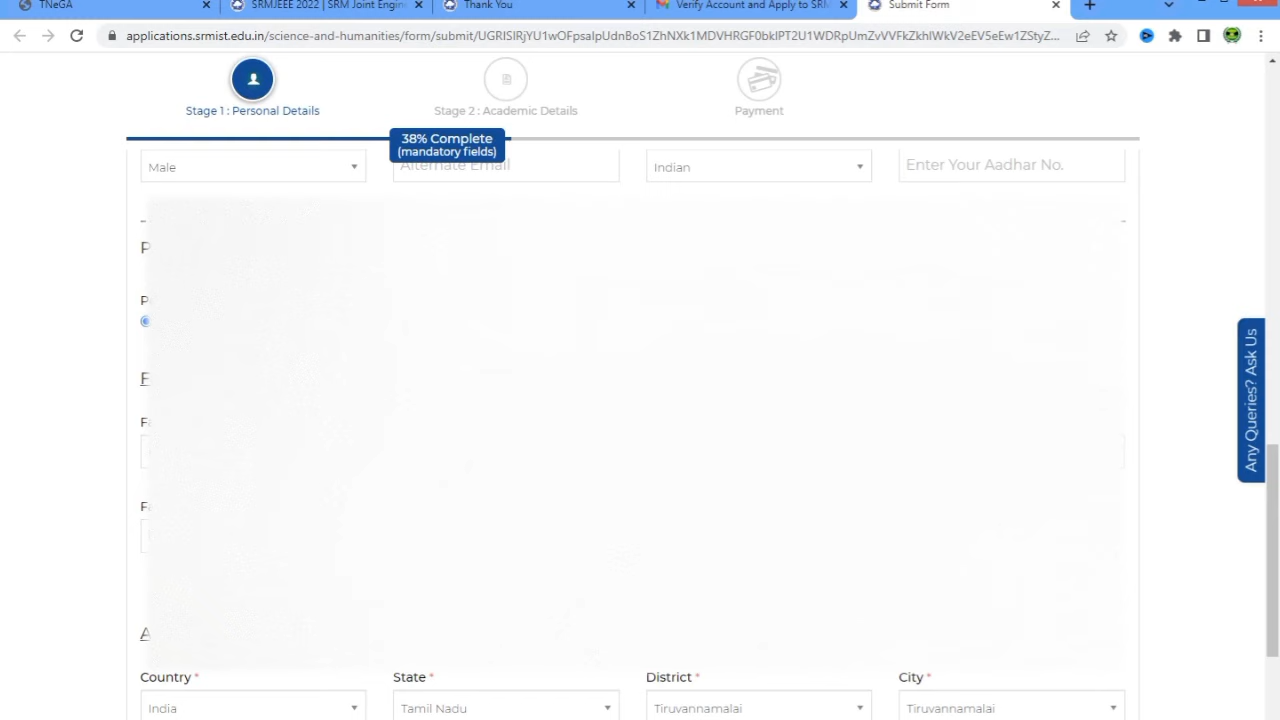 TNeGA
SRMJEEE 2022 | SRM Joint Engin
Thank You
Verify Account and Apply to SRM
Submit Form
applications.srmist.edu.in/science-and-humanities/form/submit/
Stage 1 : Personal Details
Stage 2 : Academic Details
Payment
38% Complete
(mandatory fields)
Male
Alternate Email
Indian
Enter Your Aadhar No.
P
P
F
A
Any Queries? Ask Us
Country *
State *
District *
City *
India
Tamil Nadu
Tiruvannamalai
Tiruvannamalai